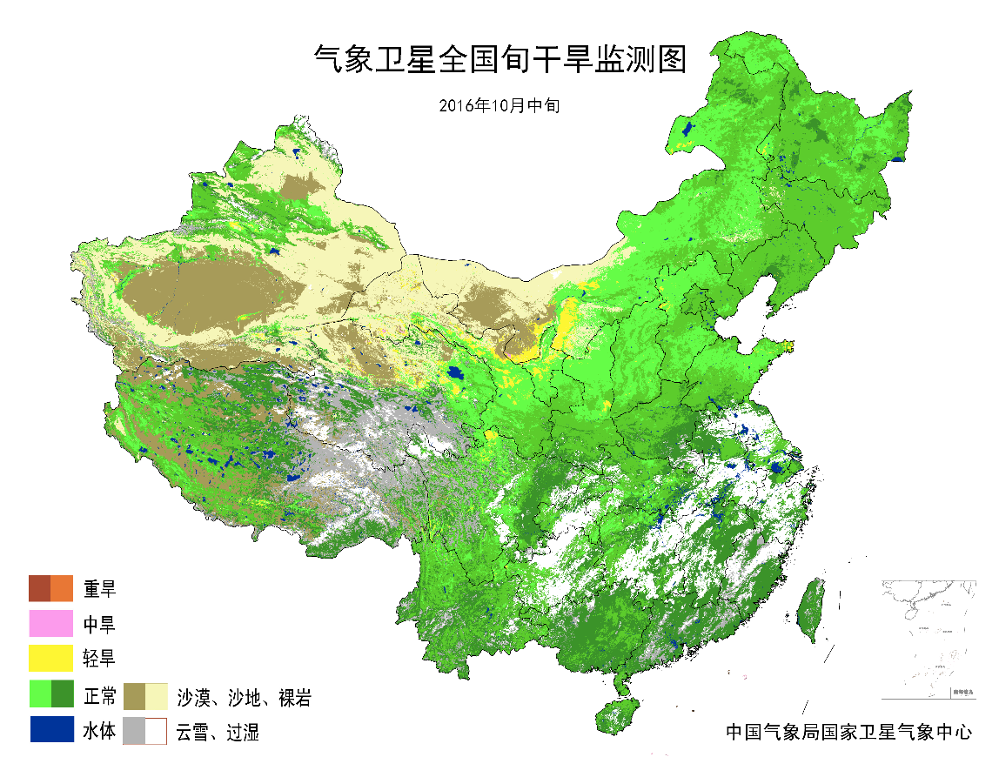 气象卫星全国旬干旱监测图
2016年10月中旬
重旱
中旱
轻旱
正常
沙漠、沙地、裸岩
水体
云雪、过湿
中国气象局国家卫星气象中心